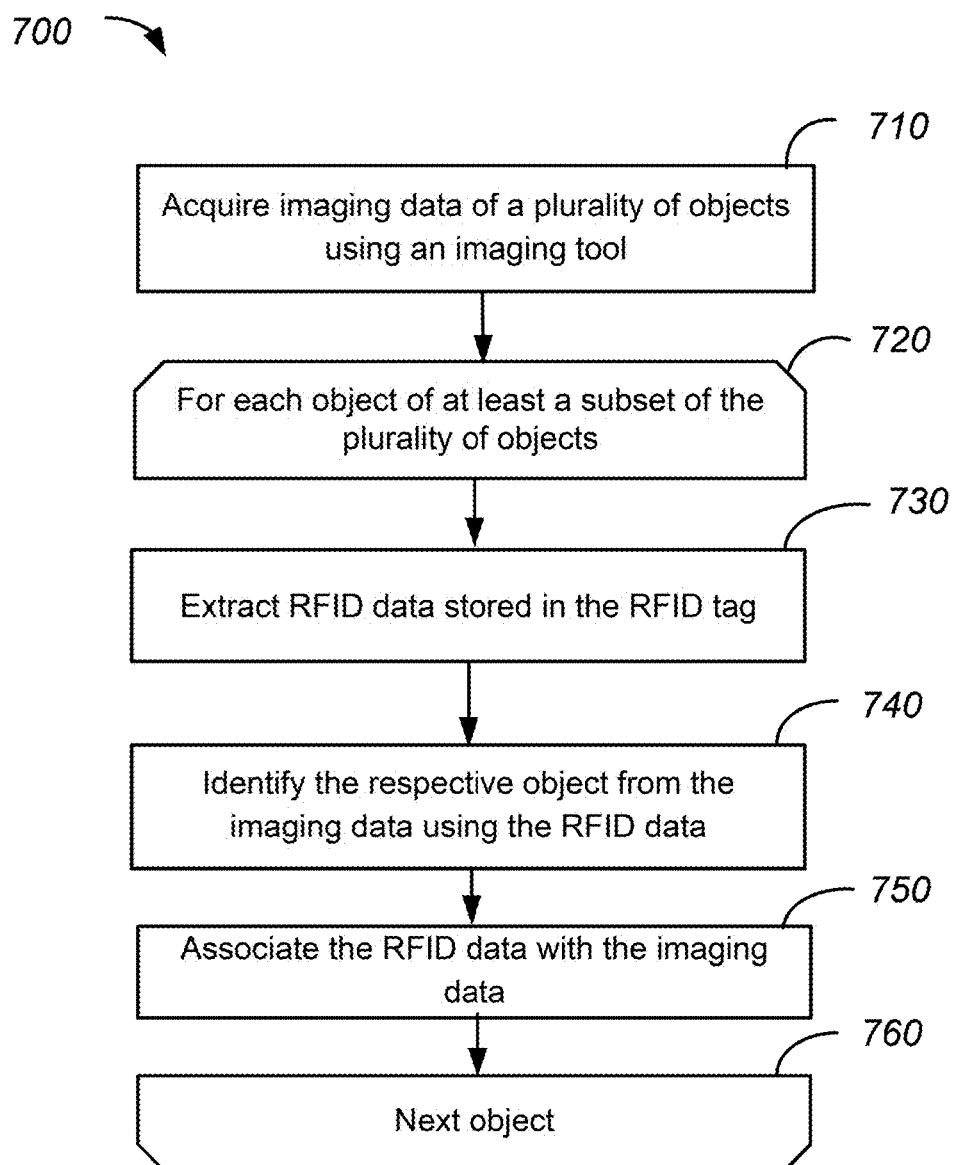 700
710
Acquire imaging data of a plurality of objects
using an imaging tool
720
For each object of at least a subset of the
plurality of objects
730
Extract RFID data stored in the RFID tag
740
Identify the respective object from the
imaging data using the RFID data
750
Associate the RFID data with the imaging
data
760
Next object